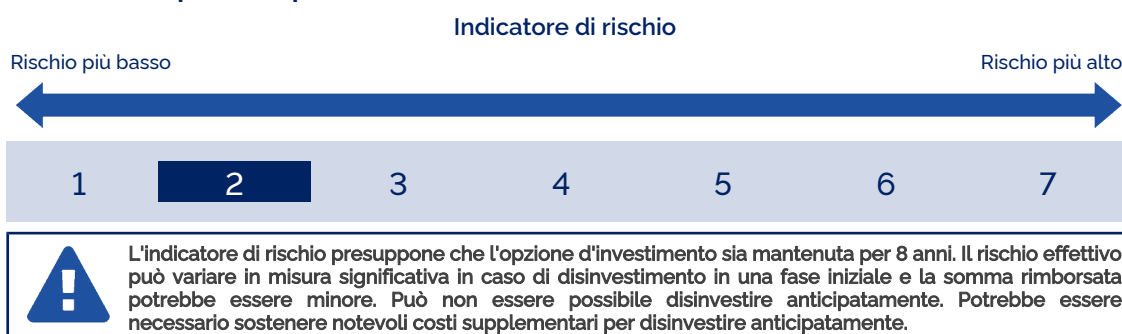 Indicatore di rischio
Rischio più basso Rischio più alto
1 2 3 4 5 6 7
L'indicatore di rischio presuppone che l'opzione d'investimento sia mantenuta per 8 anni. Il rischio effettivo
può variare in misura significativa in caso di disinvestimento in una fase iniziale e la somma rimborsata
potrebbe essere minore. Può non essere possibile disinvestire anticipatamente. Potrebbe essere
necessario sostenere notevoli costi supplementari per disinvestire anticipatamente.